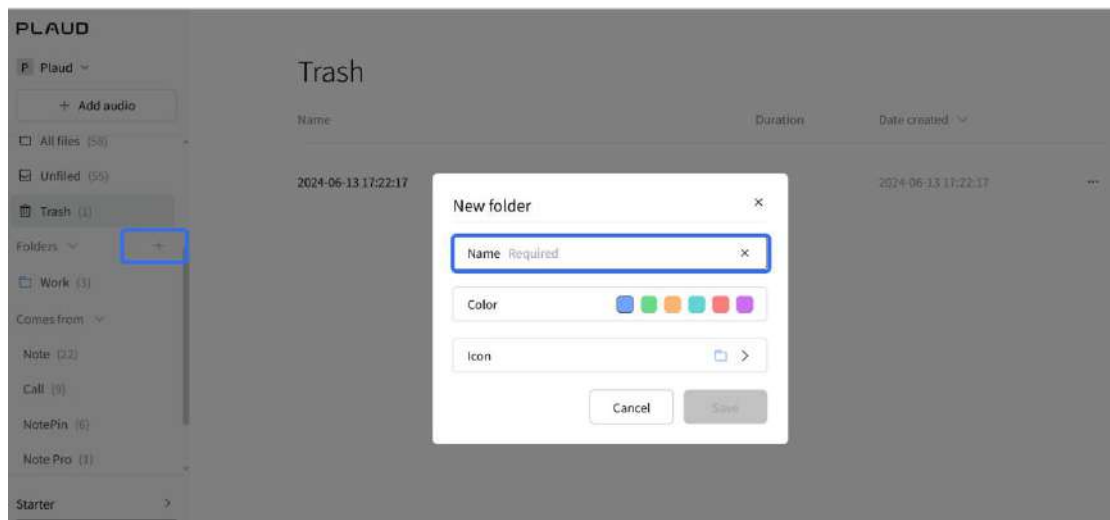 PLAUD
P Plaud
+ Add audio
All files (58)
Unfiled (55)
Trash (1)
Folders +
Work (3)
Comes from
Note (22)
Call (9)
NotePin (6)
Note Pro (1)
Starter
Trash
Name Duration Date created
2024-06-13 17:22:17 2024-06-13 17:22:17 ...
New folder ×
Name Required ×
Color
Icon
Cancel Save